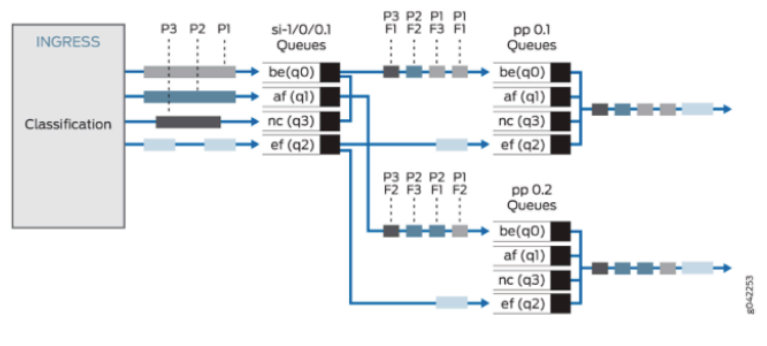 INGRESS
Classification
P3 P2 P1
si-1/0/0.1
Queues
be(q0)
af (q1)
nc (q3)
ef (q2)
P3 P2 P1 P1
F1 F2 F3 F1
pp 0.1
Queues
be(q0)
af (q1)
nc (q3)
ef (q2)
P3 P2 P2 P1
F2 F3 F1 F2
pp 0.2
Queues
be(q0)
af (q1)
nc (q3)
ef (q2)
g042253